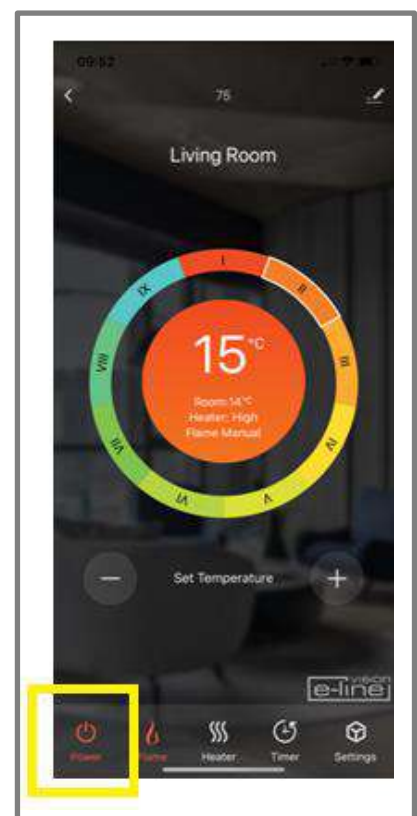 09:52
75
Living Room
I
II
III
IV
V
VI
VII
VIII
IX
15°C
Room 14°C
Heater: High
Flame Manual
− Set Temperature +
e-line vision
Power Flame Heater Timer Settings